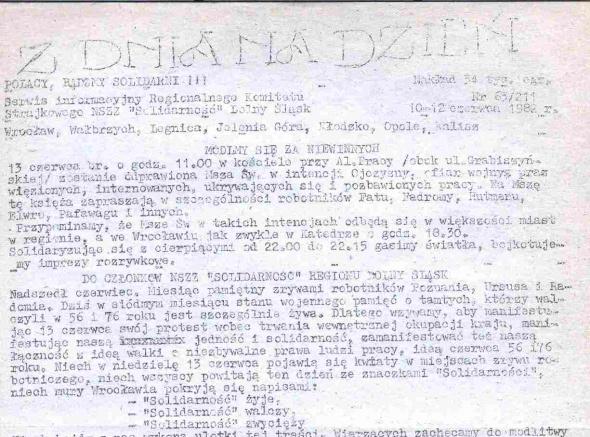 Z DNIA NA DZIEŃ
POLACY, BĄDŹMY SOLIDARNI !!! Nakład 34 tys. egz.
Serwis informacyjny Regionalnego Komitetu Nr 63/211
Strajkowego NSZZ "Solidarność" Dolny Śląsk 10-12 czerwca 1982 r.
Wrocław, Wałbrzych, Legnica, Jelenia Góra, Kłodzko, Opole, Kalisz
MODLMY SIĘ ZA NIEWINNYCH
13 czerwca br. o godz. 11.00 w kościele przy Al.Pracy /obok ul.Grabiszyń-
skiej/ zostanie odprawiona Msza Św. w intencji Ojczyzny, ofiar wojny oraz
więzionych, internowanych, ukrywających się i pozbawionych pracy. Na Mszę
tę księża zapraszają w szczególności robotników Fatu, Fadromy, Hutmenu,
Elwro, Pafawagu i innych.
Przypominamy, że Msze Św w takich intencjach odbędą się w większości miast
w regionie, a we Wrocławiu jak zwykle w Katedrze o godz. 18.30.
Solidaryzując się z cierpiącymi od 22.00 do 22.15 gasimy światła, bojkotuje-
my imprezy rozrywkowe.
DO CZŁONKÓW NSZZ "SOLIDARNOŚĆ" REGIONU DOLNY ŚLĄSK
Nadszedł czerwiec. Miesiąc pamiętny zrywami robotników Poznania, Ursusa i Ra-
domia. Dziś w siódmym miesiącu stanu wojennego pamięć o tamtych, którzy wal-
czyli w 56 i 76 roku jest szczególnie żywa. Dlatego wzywamy, aby manifestu-
jąc 13 czerwca swój protest wobec trwania wewnętrznej okupacji kraju, mani-
festując naszą jedność i solidarność, zamanifestować też naszą
łączność z ideą walki o niezbywalne prawa ludzi pracy, ideą czerwca 56 i 76
roku. Niech w niedzielę 13 czerwca pojawią się kwiaty w miejscach zrywu ro-
botniczego, niech wszyscy powitają ten dzień ze znaczkami "Solidarności",
niech mury Wrocławia pokryją się napisami:
- "Solidarność" żyje,
- "Solidarność" walczy,
- "Solidarność" zwycięży
z nas wykona ulotki tej treści. Wierzących zachęcamy do modlitwy